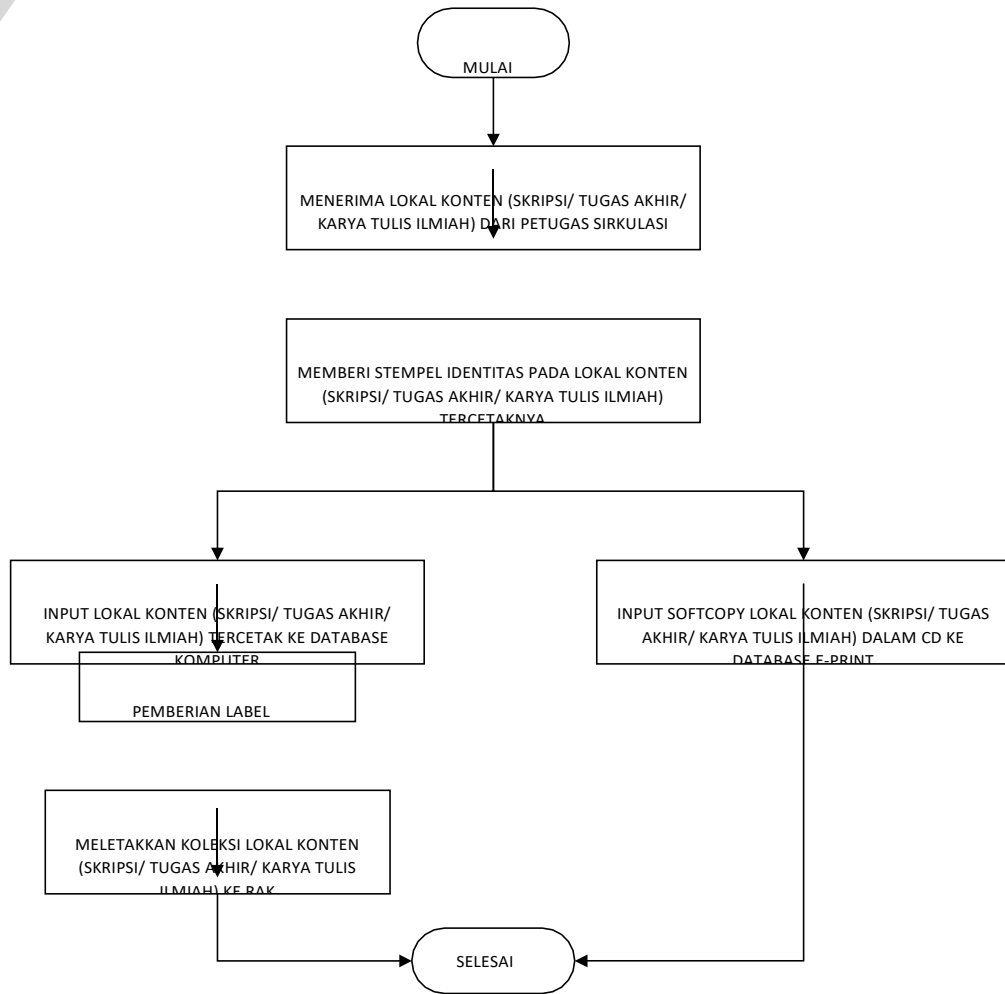 MULAI
MENERIMA LOKAL KONTEN (SKRIPSI/ TUGAS AKHIR/
KARYA TULIS ILMIAH) DARI PETUGAS SIRKULASI
MEMBERI STEMPEL IDENTITAS PADA LOKAL KONTEN
(SKRIPSI/ TUGAS AKHIR/ KARYA TULIS ILMIAH)
TERCETAKNYA
INPUT LOKAL KONTEN (SKRIPSI/ TUGAS AKHIR/
KARYA TULIS ILMIAH) TERCETAK KE DATABASE
KOMPUTER
INPUT SOFTCOPY LOKAL KONTEN (SKRIPSI/ TUGAS
AKHIR/ KARYA TULIS ILMIAH) DALAM CD KE
DATABASE E-PRINT
PEMBERIAN LABEL
MELETAKKAN KOLEKSI LOKAL KONTEN
(SKRIPSI/ TUGAS AKHIR/ KARYA TULIS
ILMIAH) KE RAK
SELESAI